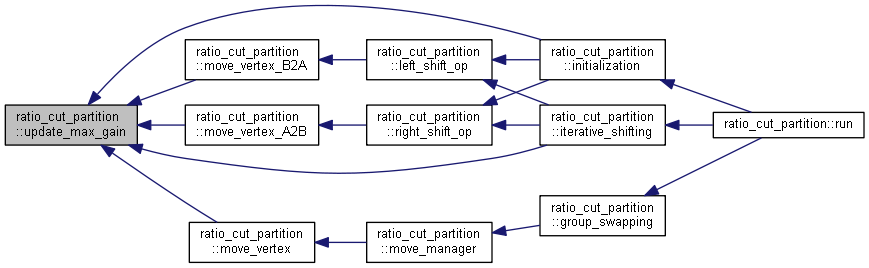 ratio_cut_partition
::update_max_gain
ratio_cut_partition
::move_vertex_B2A
ratio_cut_partition
::left_shift_op
ratio_cut_partition
::initialization
ratio_cut_partition
::move_vertex_A2B
ratio_cut_partition
::right_shift_op
ratio_cut_partition
::iterative_shifting
ratio_cut_partition::run
ratio_cut_partition
::move_vertex
ratio_cut_partition
::move_manager
ratio_cut_partition
::group_swapping